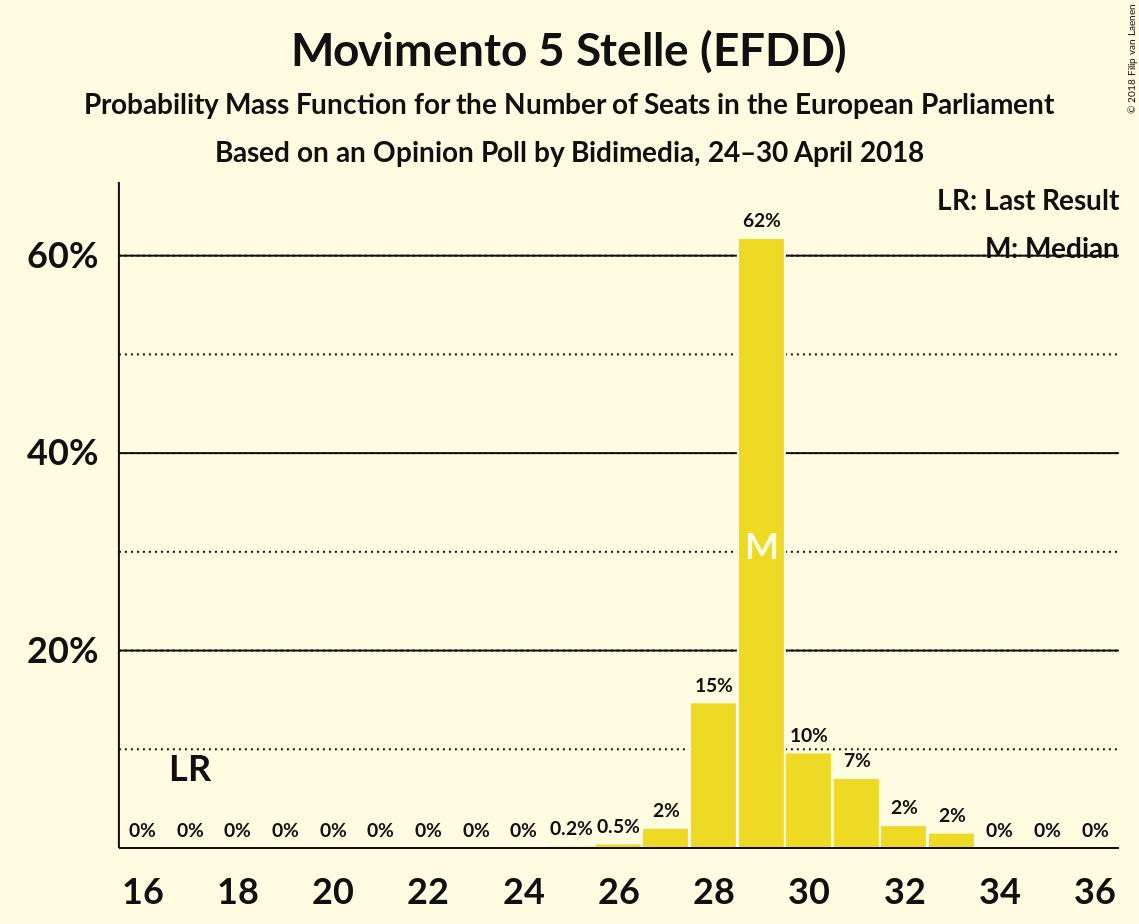 Movimento 5 Stelle (EFDD)
Probability Mass Function for the Number of Seats in the European Parliament
Based on an Opinion Poll by Bidimedia, 24–30 April 2018
© 2018 Filip van Laenen
LR: Last Result
M: Median
62%
60%
40%
M
20%
15%
10%
7%
LR
0% 0% 0% 0% 0% 0% 0% 0% 0% 0.2% 0.5% 2% 2% 2% 0% 0% 0%
16 18 20 22 24 26 28 30 32 34 36